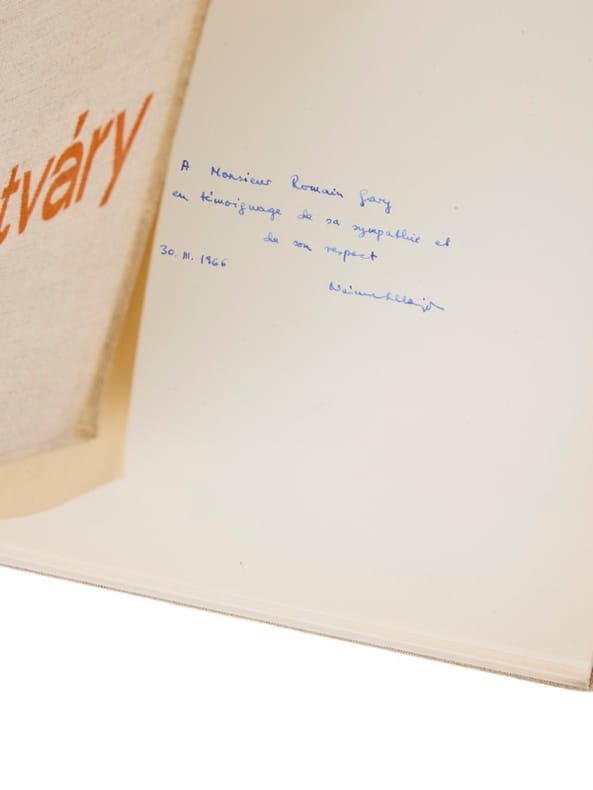 tváry
A Monsieur Romain Gary
en témoignage de sa sympathie et
de son respect
30. III. 1966